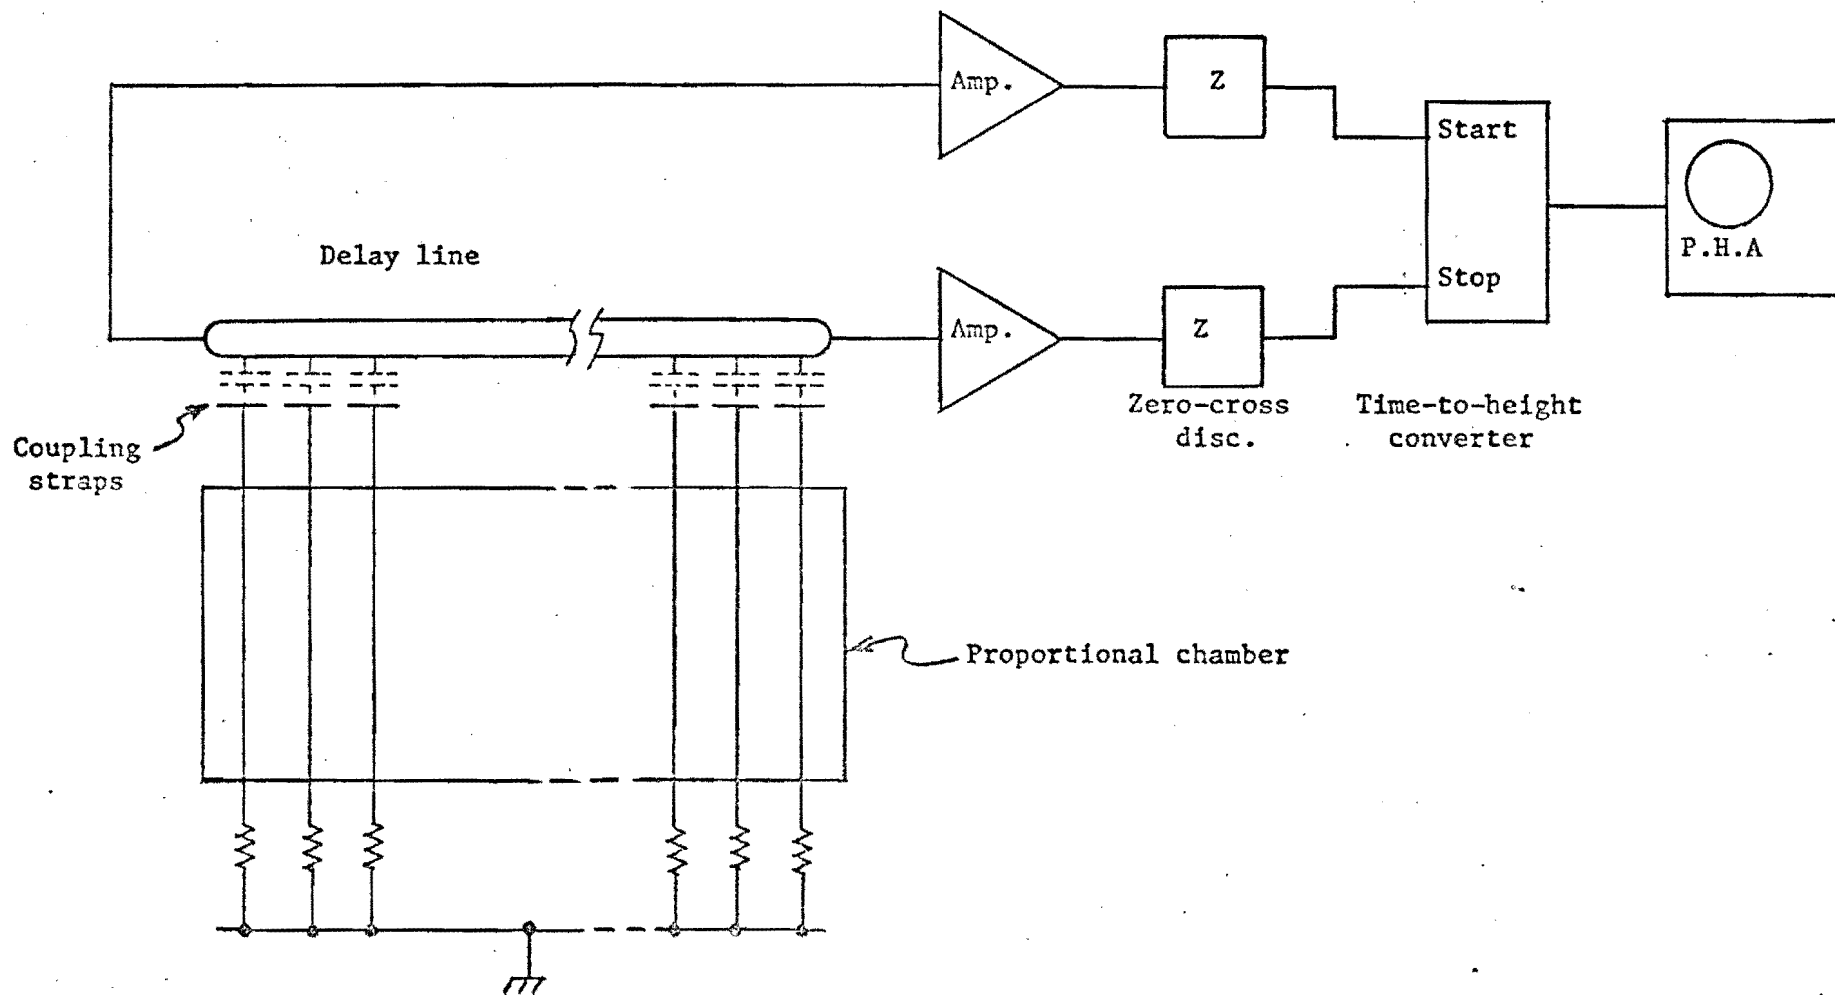 Amp.
Z
Start
P.H.A
Delay line
Stop
Amp.
Z
Zero-cross
disc.
Time-to-height
converter
Coupling
straps
Proportional chamber